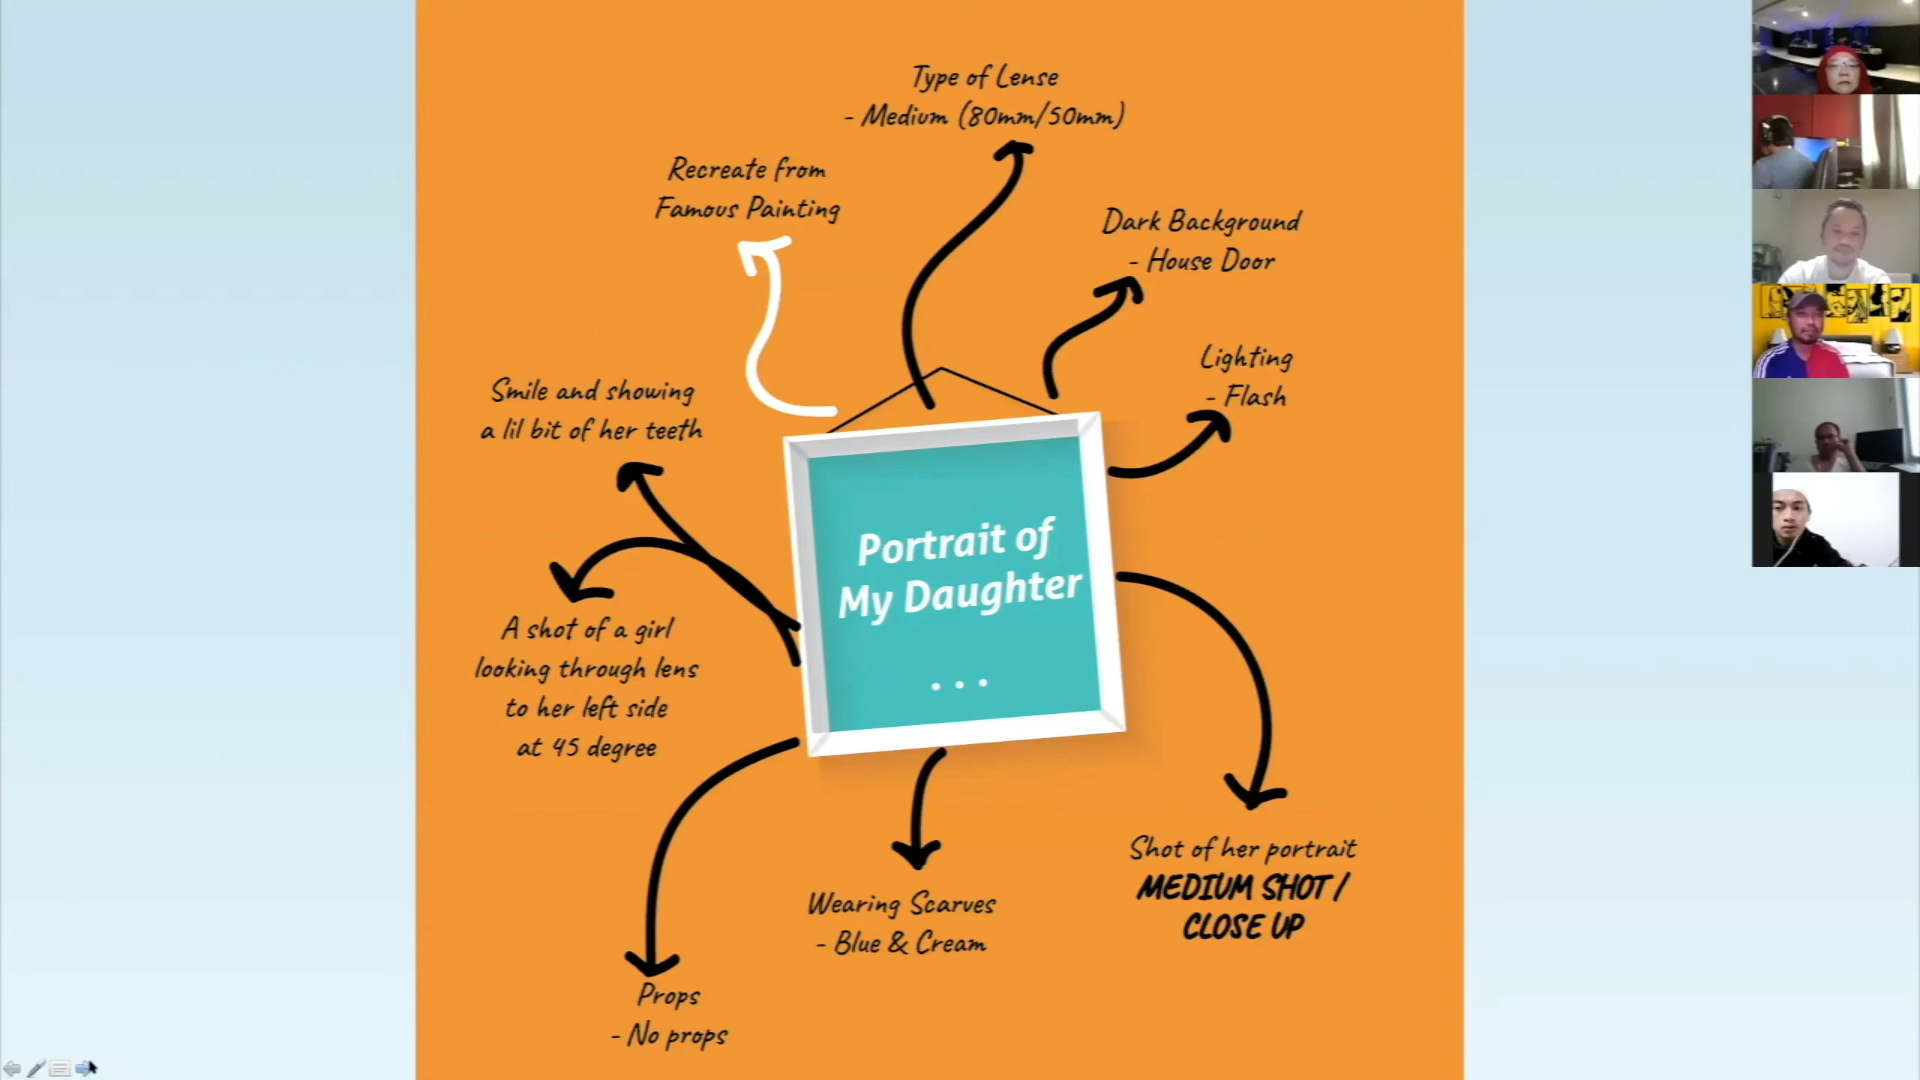 Type of Lense
- Medium (80mm/50mm)
Recreate from
Famous Painting
Dark Background
- House Door
Lighting
- Flash
Smile and showing
a lil bit of her teeth
Portrait of
My Daughter
...
A shot of a girl
looking through lens
to her left side
at 45 degree
Shot of her portrait
MEDIUM SHOT /
CLOSE UP
Wearing Scarves
- Blue & Cream
Props
- No props